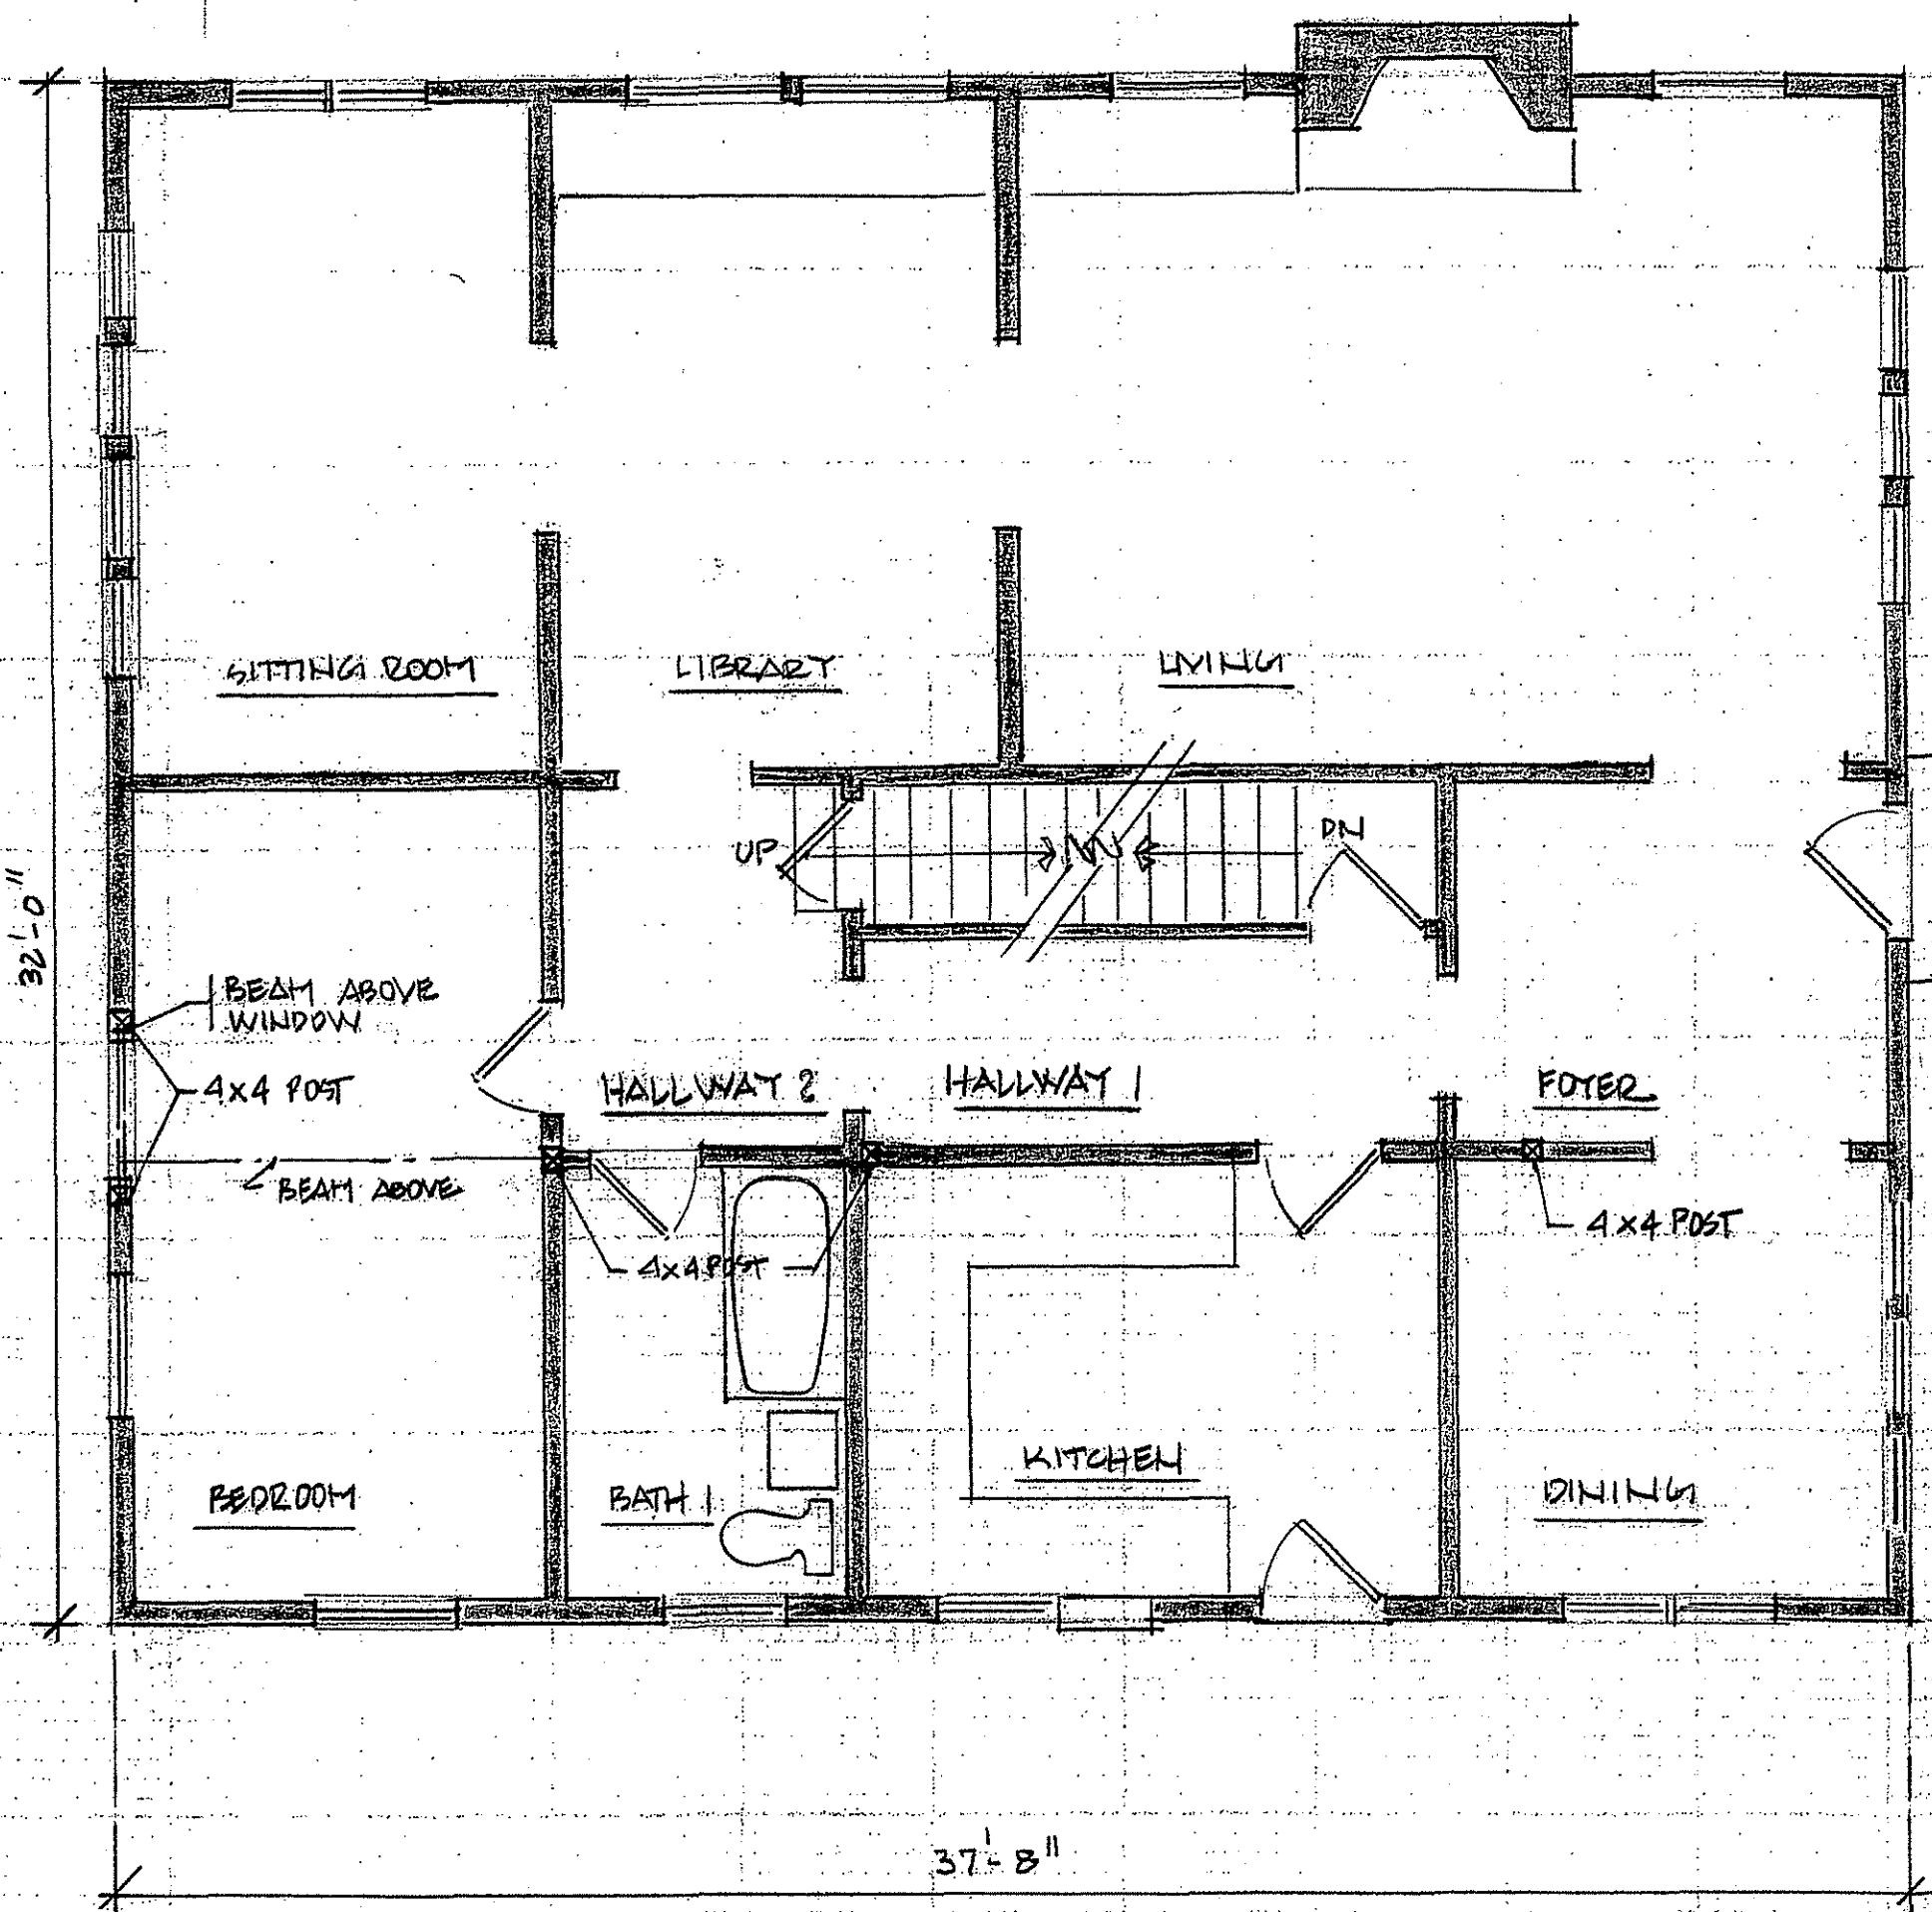 SITTING ROOM
LIBRARY
LIVING
UP
DN
32'-0"
BEAM ABOVE
WINDOW
4x4 POST
HALLWAY 2
HALLWAY 1
FOYER
BEAM ABOVE
4x4 POST
4x4 POST
BEDROOM
BATH 1
KITCHEN
DINING
37'-8"